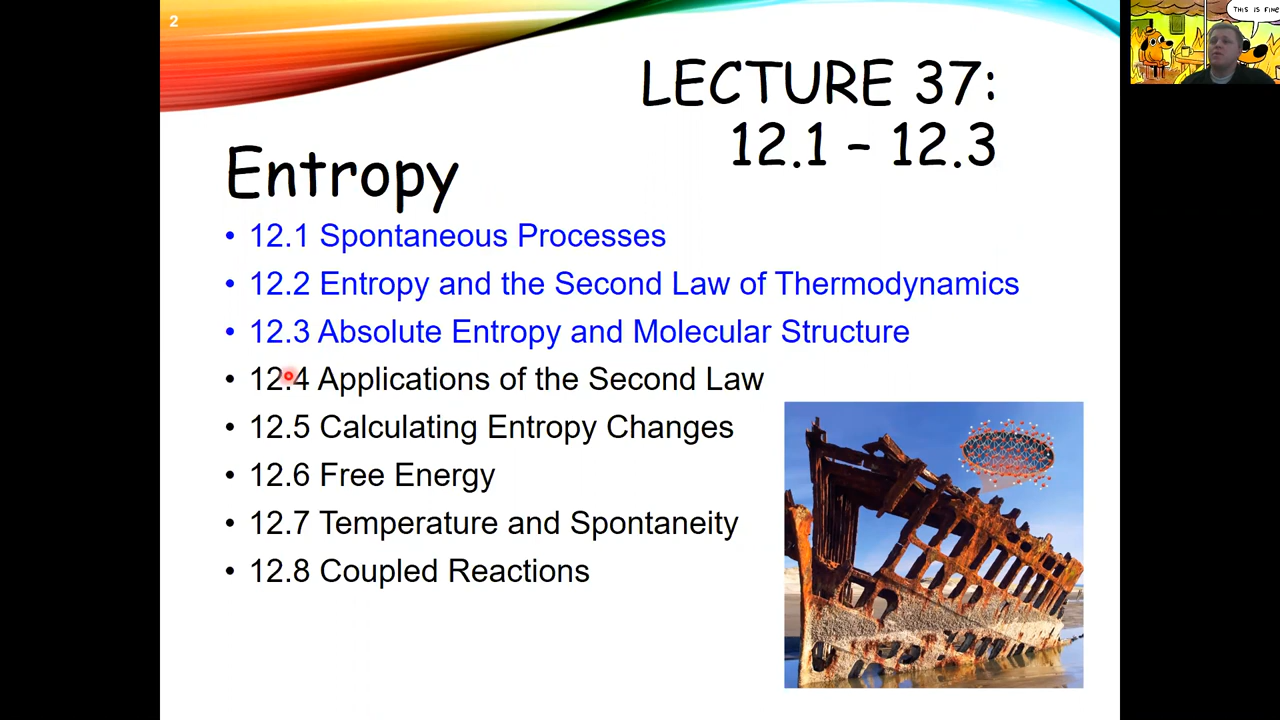 2
THIS IS FINE
LECTURE 37:
12.1 – 12.3
Entropy
• 12.1 Spontaneous Processes
• 12.2 Entropy and the Second Law of Thermodynamics
• 12.3 Absolute Entropy and Molecular Structure
• 12.4 Applications of the Second Law
• 12.5 Calculating Entropy Changes
• 12.6 Free Energy
• 12.7 Temperature and Spontaneity
• 12.8 Coupled Reactions